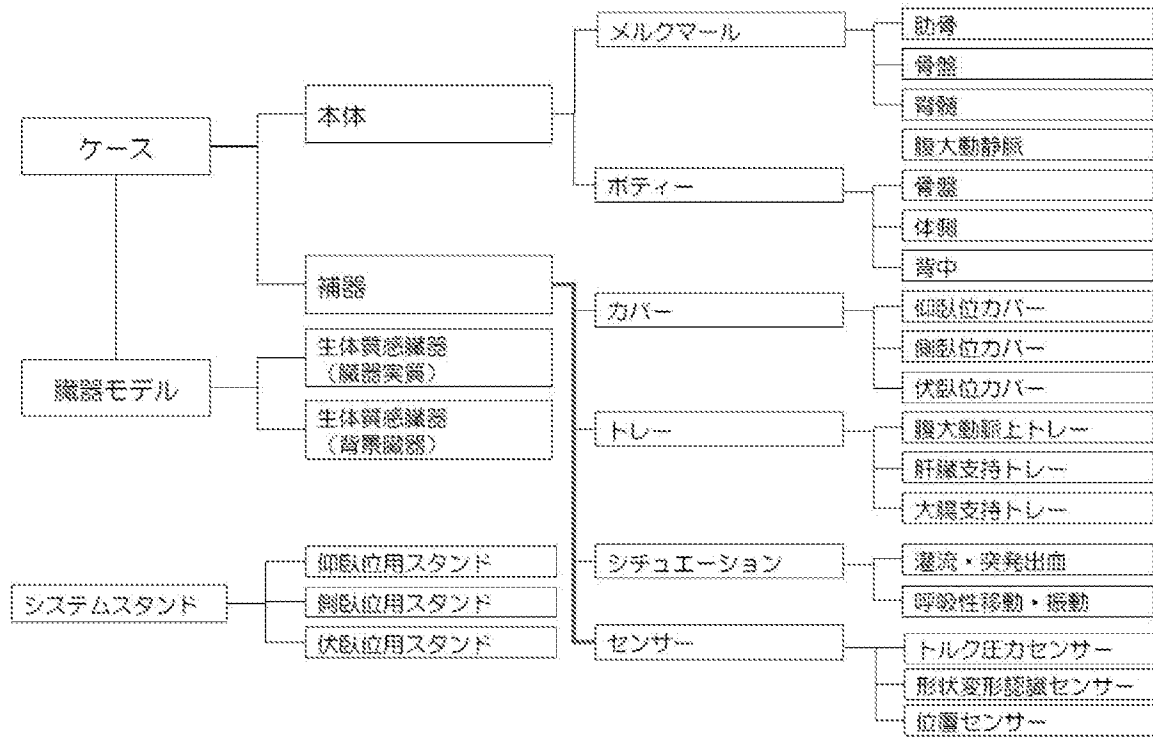 ケース
臓器モデル
システムスタンド
本体
補器
生体質感臓器
（臓器実質）
生体質感臓器
（背景臓器）
仰臥位用スタンド
側臥位用スタンド
伏臥位用スタンド
メルクマール
ボディー
カバー
トレー
シチュエーション
センサー
肋骨
骨盤
脊髄
腹大動静脈
骨盤
体側
背中
仰臥位カバー
側臥位カバー
伏臥位カバー
腹大動脈上トレー
肝臓支持トレー
大腸支持トレー
灌流・突発出血
呼吸性移動・振動
トルク圧力センサー
形状変形認識センサー
位置センサー